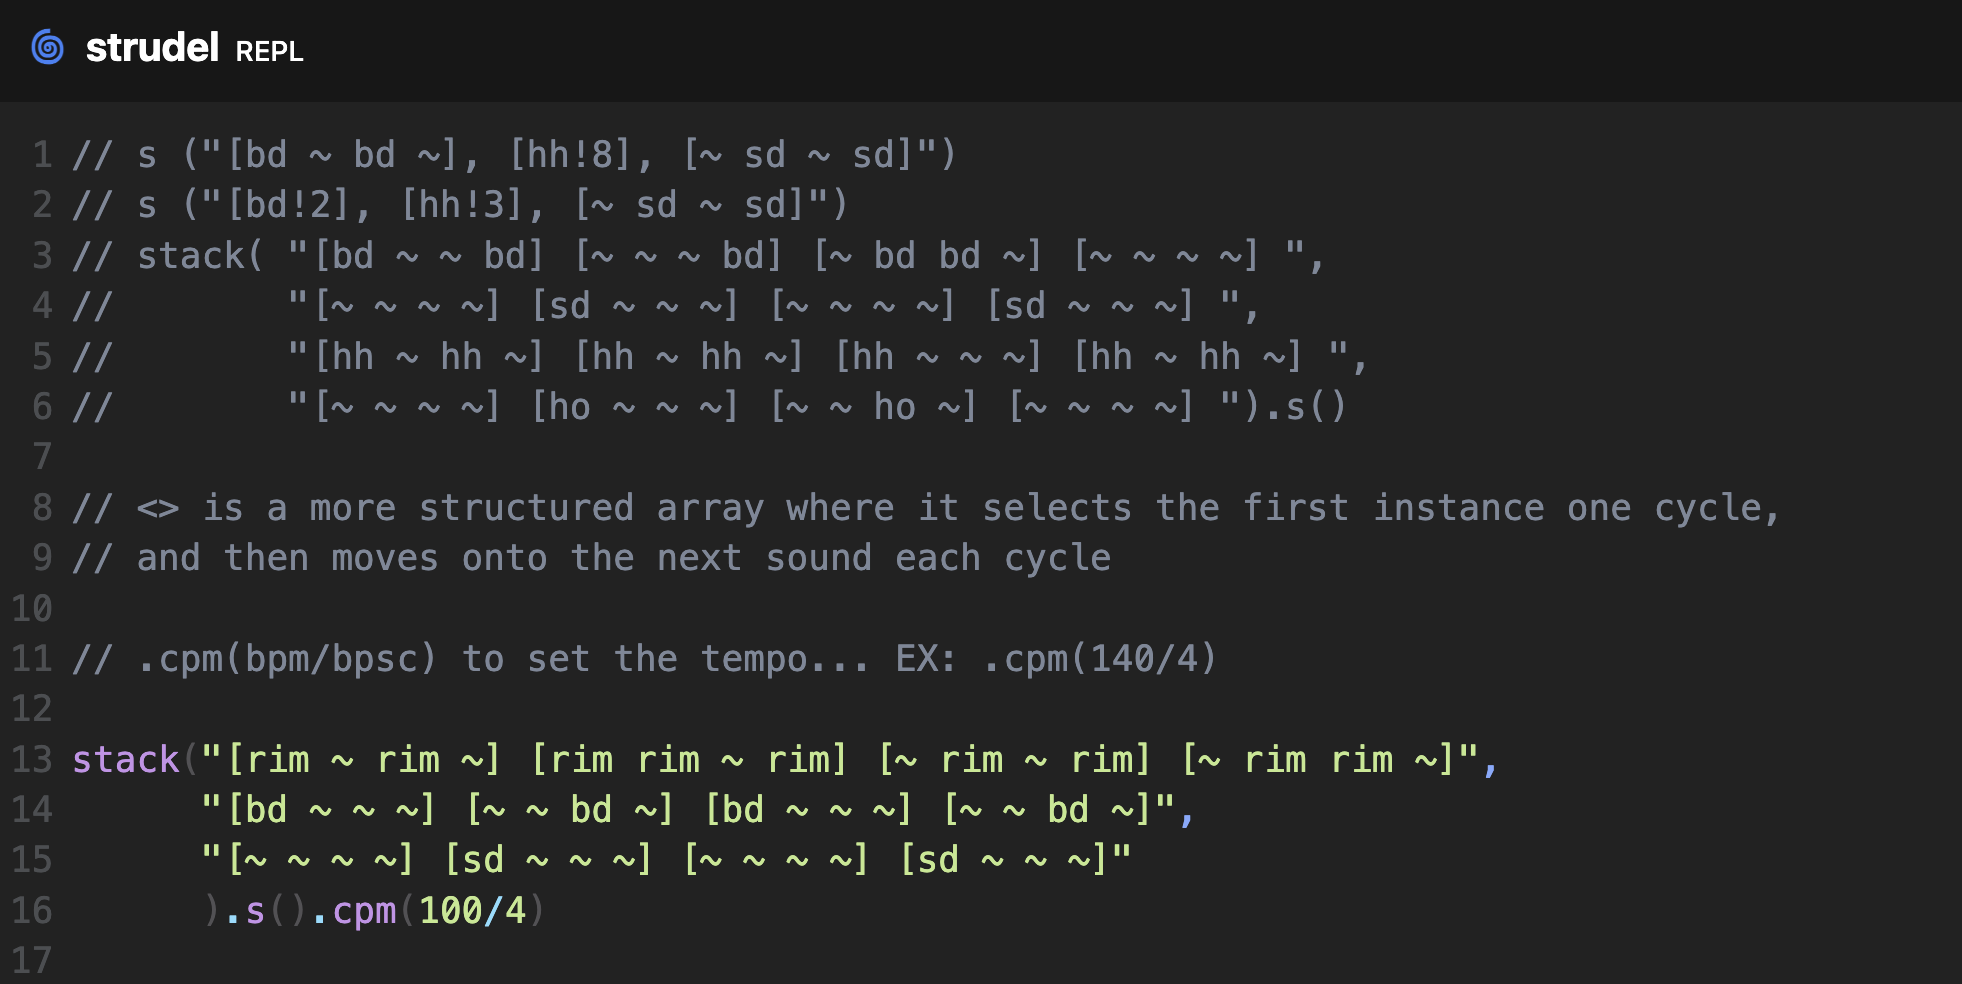 strudel REPL
1 // s ("[bd ~ bd ~], [hh!8], [~ sd ~ sd]")
2 // s ("[bd!2], [hh!3], [~ sd ~ sd]")
3 // stack( "[bd ~ ~ bd] [~ ~ ~ bd] [~ bd bd ~] [~ ~ ~ ~] ",
4 //        "[~ ~ ~ ~] [sd ~ ~ ~] [~ ~ ~ ~] [sd ~ ~ ~] ",
5 //        "[hh ~ hh ~] [hh ~ hh ~] [hh ~ ~ ~] [hh ~ hh ~] ",
6 //        "[~ ~ ~ ~] [ho ~ ~ ~] [~ ~ ho ~] [~ ~ ~ ~] ").s()
7
8 // <> is a more structured array where it selects the first instance one cycle,
9 // and then moves onto the next sound each cycle
10
11 // .cpm(bpm/bpsc) to set the tempo... EX: .cpm(140/4)
12
13 stack("[rim ~ rim ~] [rim rim ~ rim] [~ rim ~ rim] [~ rim rim ~]",
14       "[bd ~ ~ ~] [~ ~ bd ~] [bd ~ ~ ~] [~ ~ bd ~]",
15       "[~ ~ ~ ~] [sd ~ ~ ~] [~ ~ ~ ~] [sd ~ ~ ~]"
16       ).s().cpm(100/4)
17